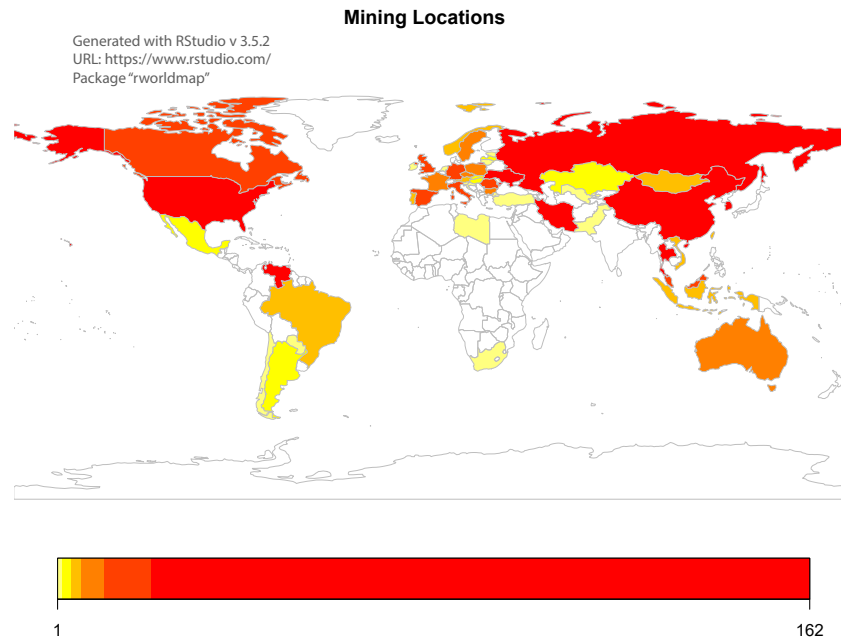 Mining Locations
Generated with RStudio v 3.5.2
URL: https://www.rstudio.com/
Package “rworldmap”
1
162